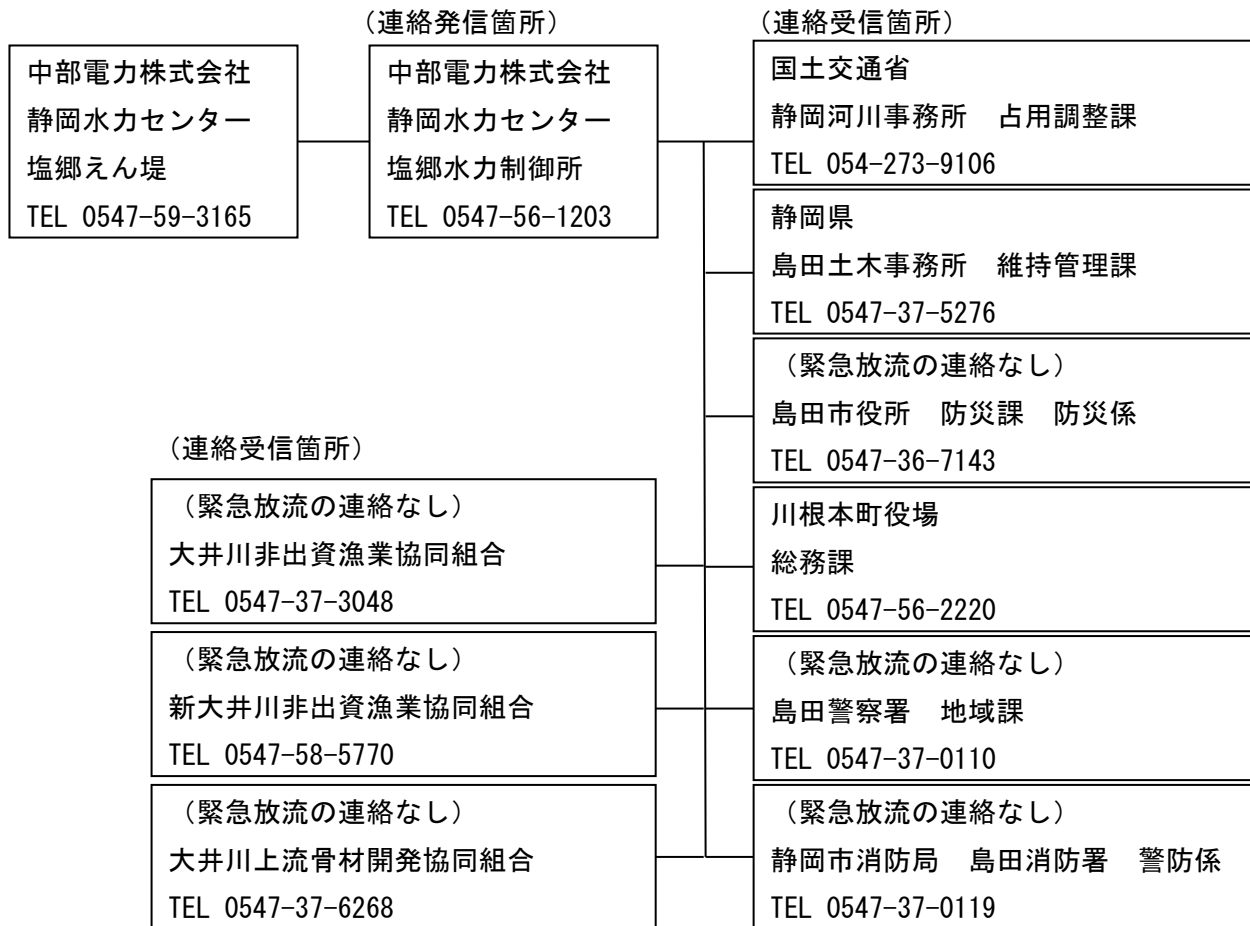 （連絡発信箇所）
（連絡受信箇所）
中部電力株式会社
静岡水力センター
塩郷えん堤
TEL 0547-59-3165
中部電力株式会社
静岡水力センター
塩郷水力制御所
TEL 0547-56-1203
国土交通省
静岡河川事務所　占用調整課
TEL 054-273-9106
静岡県
島田土木事務所　維持管理課
TEL 0547-37-5276
（緊急放流の連絡なし）
島田市役所　防災課　防災係
TEL 0547-36-7143
川根本町役場
総務課
TEL 0547-56-2220
（緊急放流の連絡なし）
島田警察署　地域課
TEL 0547-37-0110
（緊急放流の連絡なし）
静岡市消防局　島田消防署　警防係
TEL 0547-37-0119
（連絡受信箇所）
（緊急放流の連絡なし）
大井川非出資漁業協同組合
TEL 0547-37-3048
（緊急放流の連絡なし）
新大井川非出資漁業協同組合
TEL 0547-58-5770
（緊急放流の連絡なし）
大井川上流骨材開発協同組合
TEL 0547-37-6268